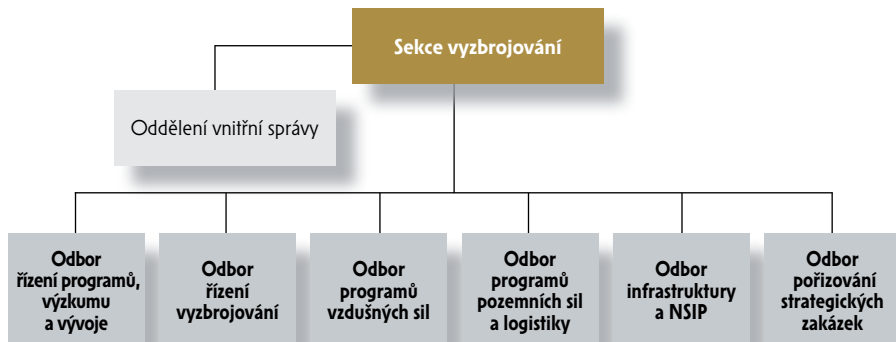 Sekce vyzbrojování
Oddělení vnitřní správy
Odbor
řízení programů,
výzkumu
a vývoje
Odbor
řízení
vyzbrojování
Odbor
programů
vzdušných sil
Odbor
programů
pozemních sil
a logistiky
Odbor
infrastruktury
a NSIP
Odbor
pořizování
strategických
zakázek